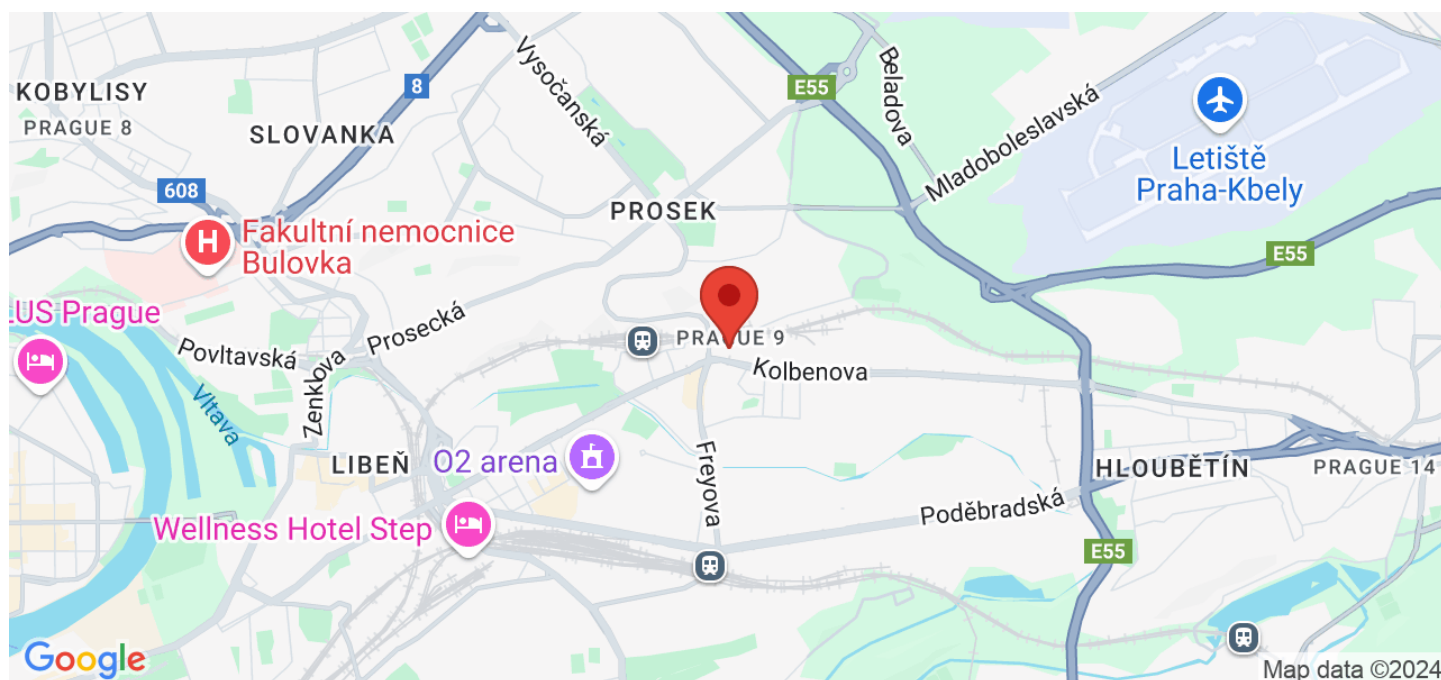 Vysočanská
Beladova
KOBYLISY
8
E55
PRAGUE 8
SLOVANKA
Mladoboleslavská
Letiště
Praha-Kbely
608
PROSEK
Fakultní nemocnice
Bulovka
E55
LUS Prague
Prosecká
Povltavská
PRAGUE 9
Kolbenova
Zenklova
Vltava
LIBEŇ
O2 arena
Freyova
HLOUBĚTÍN
PRAGUE 14
Wellness Hotel Step
Poděbradská
E55
Google
Map data ©2024